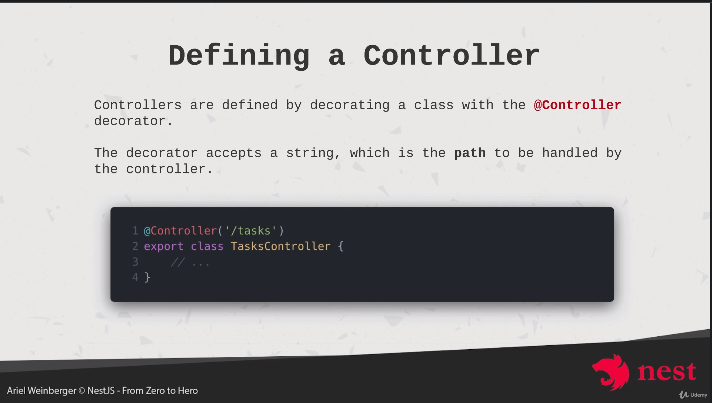 Defining a Controller
Controllers are defined by decorating a class with the @Controller
decorator.
The decorator accepts a string, which is the path to be handled by
the controller.
1 @Controller('/tasks')
2 export class TasksController {
3     // ...
4 }
nest
Ariel Weinberger © NestJS - From Zero to Hero
Udemy